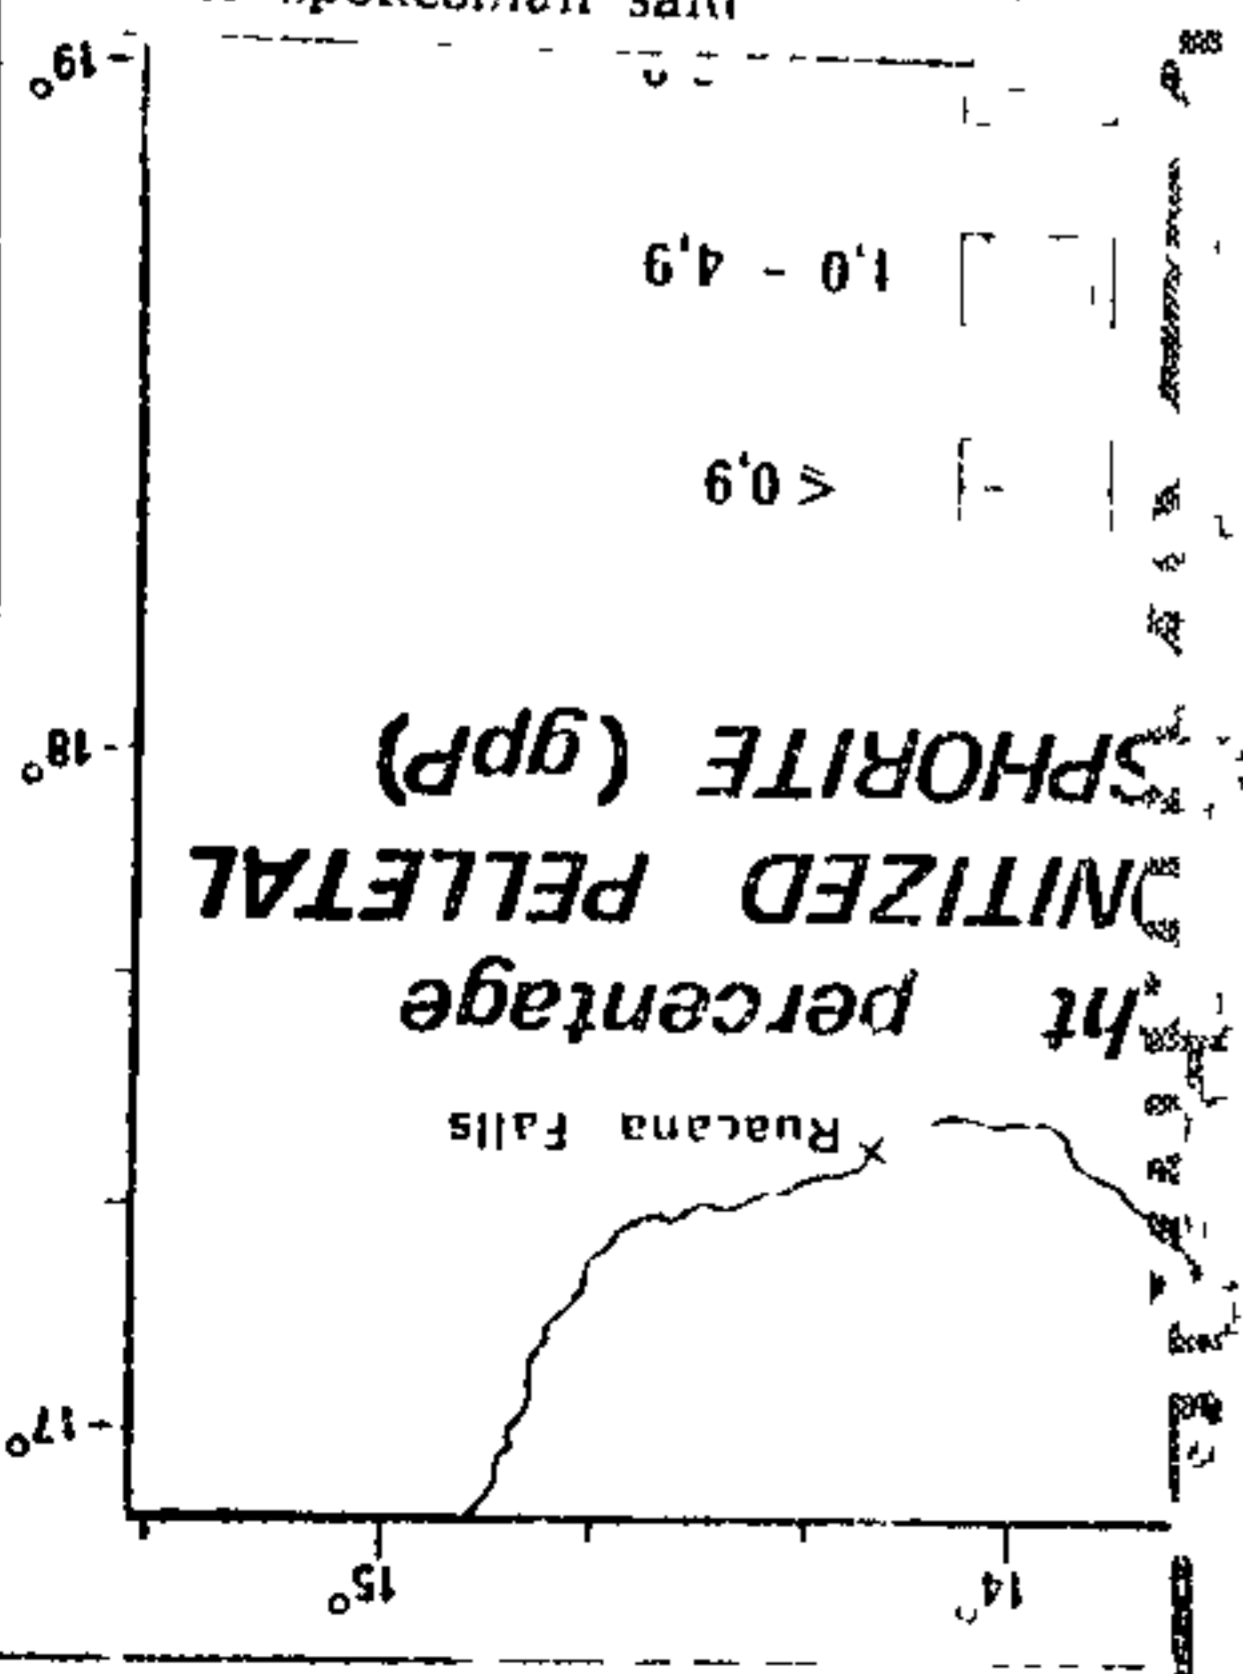 14° 15°
17°
Ruacana Falls
ht percentage
NITIZED PELLETAL
SPHORITE (gpP)
18°
⩽ 0,9
1,0 - 4,9
19°
said